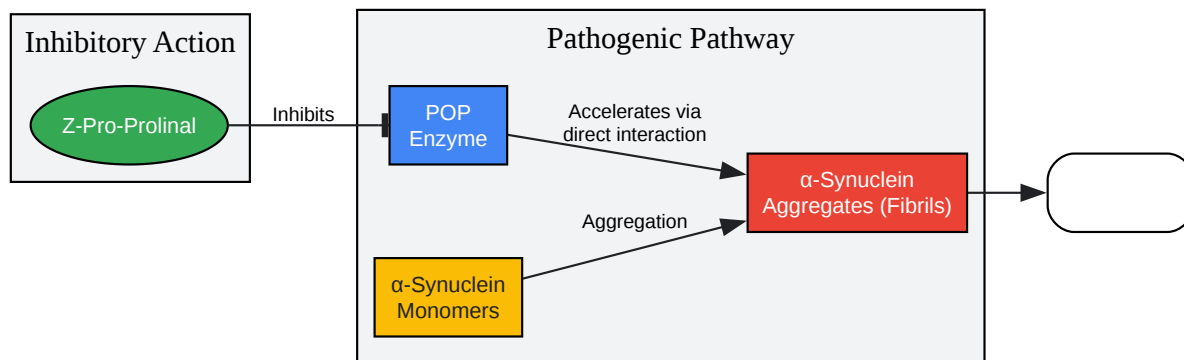 Inhibitory Action
Z-Pro-Prolinal
Inhibits
Pathogenic Pathway
POP
Enzyme
Accelerates via
direct interaction
α-Synuclein
Aggregates (Fibrils)
Aggregation
α-Synuclein
Monomers